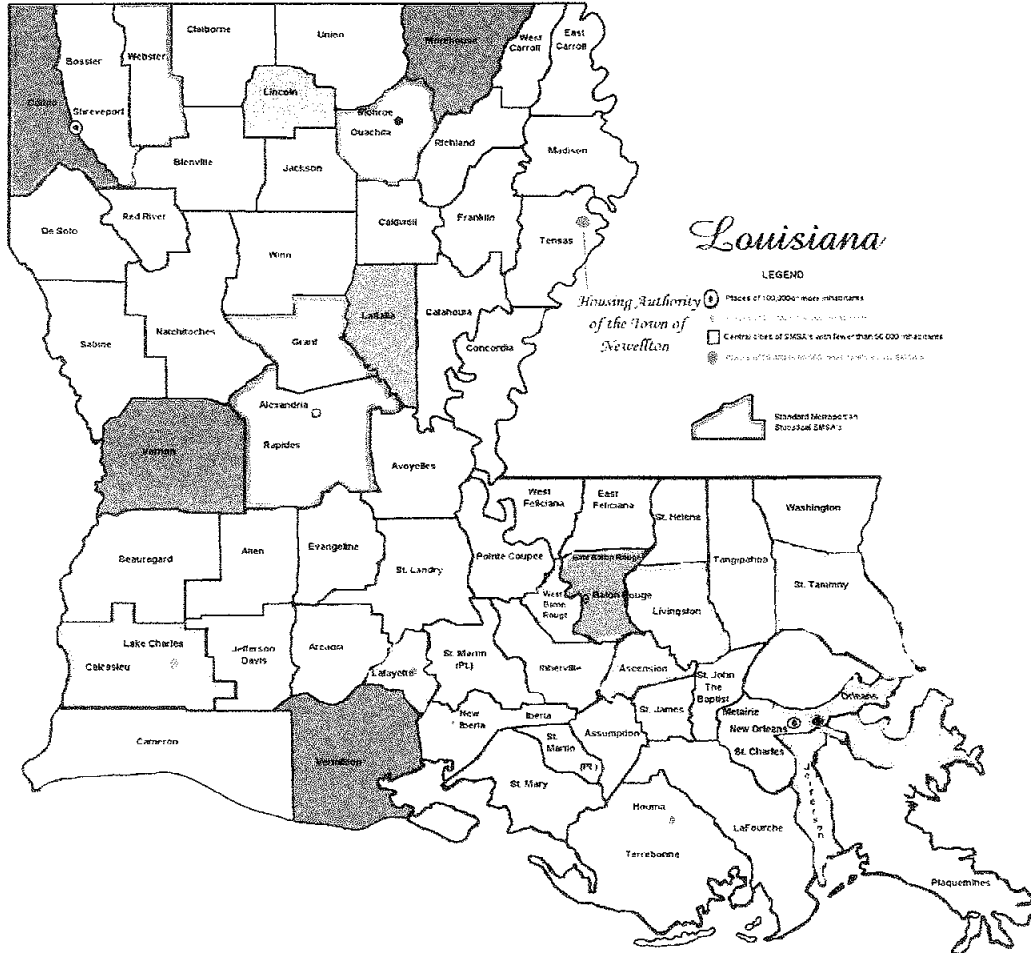 Claiborne
Union
Morehouse
West
Carroll
East
Carroll
Bossier
Webster
Caddo
Shreveport
Lincoln
Monroe
Ouachita
Richland
Madison
Bienville
Jackson
De Soto
Red River
Caldwell
Franklin
Tensas
Winn
Louisiana
LEGEND
Places of 100,000 or more inhabitants
Housing Authority
of the Town of
Newellton
Central cities of SMSA's with fewer than 50,000 inhabitants
Standard Metropolitan
Statistical SMSA's
Sabine
Natchitoches
LaSalle
Grant
Catahoula
Concordia
Alexandria
Rapides
Vernon
Avoyelles
West
Feliciana
East
Feliciana
St. Helena
Washington
Beauregard
Allen
Evangeline
St. Landry
Pointe Coupee
East Baton Rouge
Tangipahoa
St. Tammny
West
Baton Rouge
Livingston
Lake Charles
Calcasieu
Jefferson
Davis
Lafayette
St. Martin
(Pt.)
Iberville
Ascension
St. John
The
Baptist
St. James
Orleans
Metairie
New Orleans
St. Charles
Jefferson
Cameron
Vermilion
New
Iberia
Iberia
St.
Martin
(Pt.)
Assumption
St. Mary
Houma
Terrebonne
LaFourche
Plaquemines